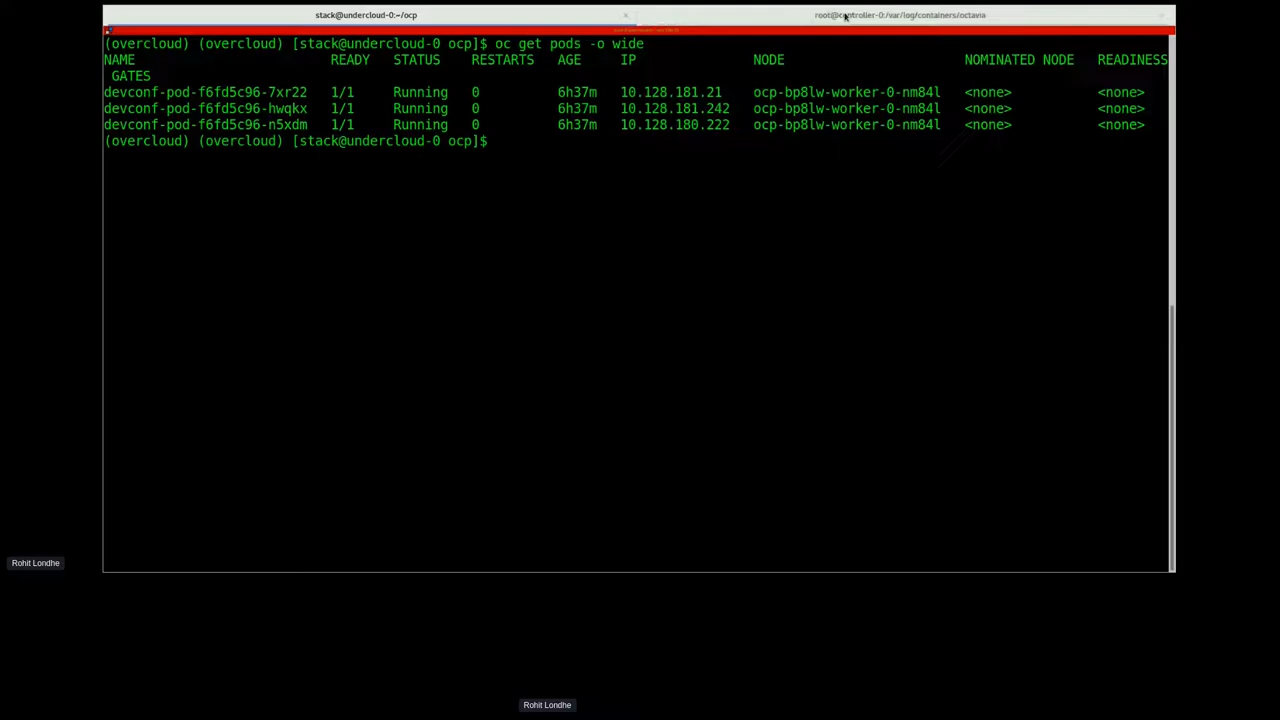 stack@undercloud-0:~/ocp × root@controller-0:/var/log/containers/octavia
(overcloud) (overcloud) [stack@undercloud-0 ocp]$ oc get pods -o wide
NAME READY STATUS RESTARTS AGE IP NODE NOMINATED NODE READINESS
GATES
devconf-pod-f6fd5c96-7xr22 1/1 Running 0 6h37m 10.128.181.21 ocp-bp8lw-worker-0-nm84l <none> <none>
devconf-pod-f6fd5c96-hwqkx 1/1 Running 0 6h37m 10.128.181.242 ocp-bp8lw-worker-0-nm84l <none> <none>
devconf-pod-f6fd5c96-n5xdm 1/1 Running 0 6h37m 10.128.180.222 ocp-bp8lw-worker-0-nm84l <none> <none>
(overcloud) (overcloud) [stack@undercloud-0 ocp]$
Rohit Londhe
Rohit Londhe